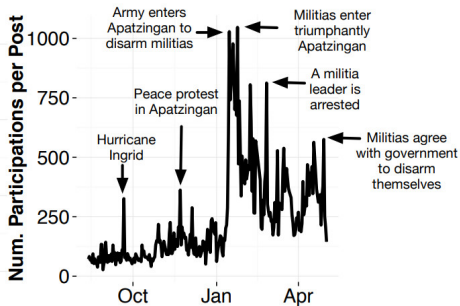 Army enters
Apatzingan to
disarm militias
Militias enter
triumphantly
Apatzingan
A militia
leader is
arrested
Peace protest
in Apatzingan
Hurricane
Ingrid
Militias agree
with government
to disarm
themselves
Num. Participations per Post
1000
750
500
250
0
Oct
Jan
Apr